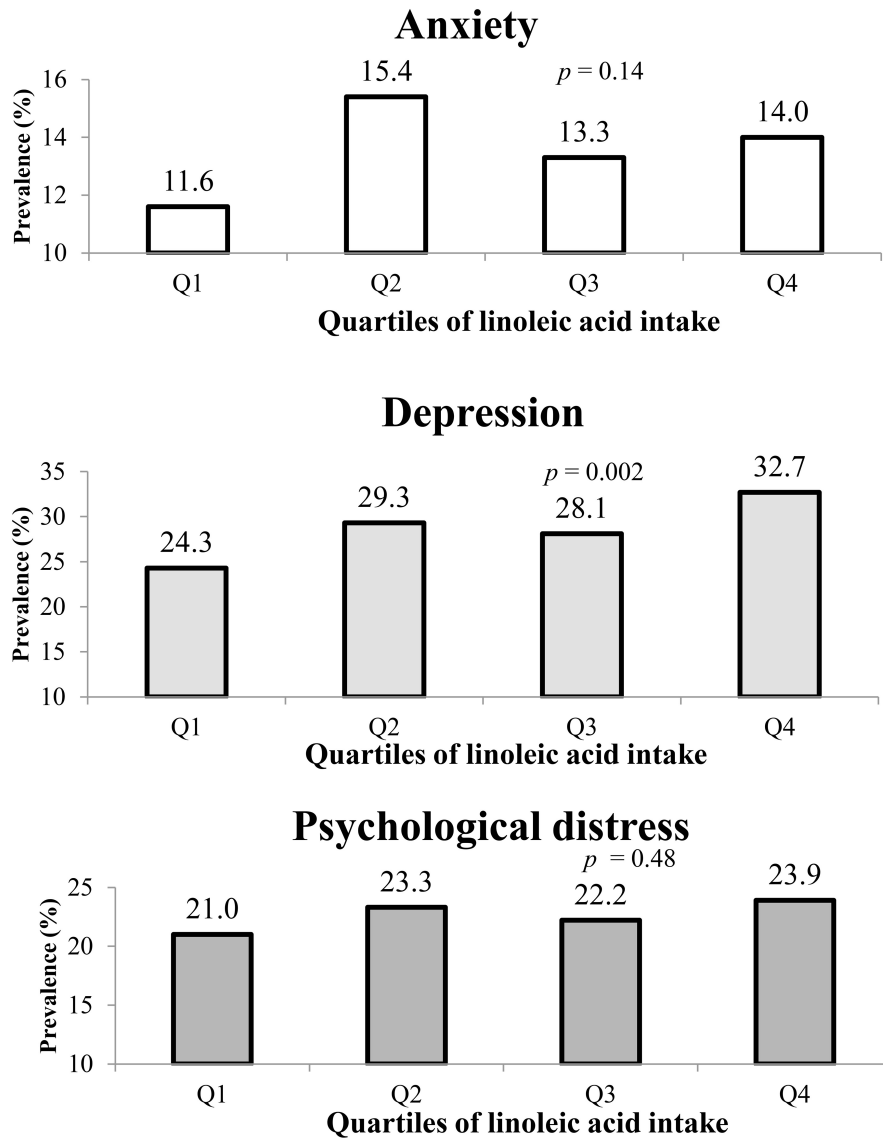 Anxiety
p = 0.14
Prevalence (%)
16
14
12
10
11.6
15.4
13.3
14.0
Q1 Q2 Q3 Q4
Quartiles of linoleic acid intake
Depression
p = 0.002
Prevalence (%)
35
30
25
20
15
10
24.3
29.3
28.1
32.7
Q1 Q2 Q3 Q4
Quartiles of linoleic acid intake
Psychological distress
p = 0.48
Prevalence (%)
25
20
15
10
21.0
23.3
22.2
23.9
Q1 Q2 Q3 Q4
Quartiles of linoleic acid intake